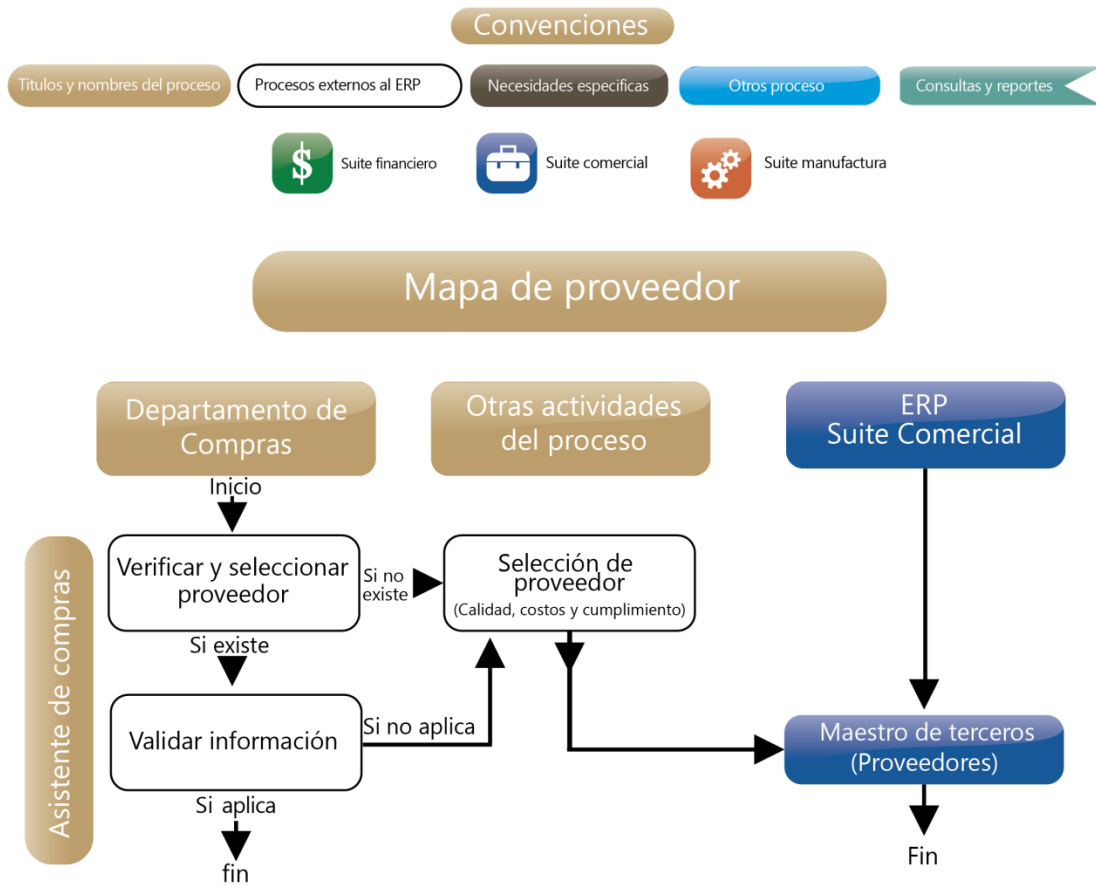 Convenciones
Titulos y nombres del proceso
Procesos externos al ERP
Necesidades especificas
Otros proceso
Consultas y reportes
$
Suite financiero
Suite comercial
Suite manufactura
Mapa de proveedor
Departamento de
Compras
Otras actividades
del proceso
ERP
Suite Comercial
Inicio
Asistente de compras
Verificar y seleccionar
proveedor
Si no
existe
Selección de
proveedor
(Calidad, costos y cumplimiento)
Si existe
Validar información
Si no aplica
Maestro de terceros
(Proveedores)
Si aplica
fin
Fin